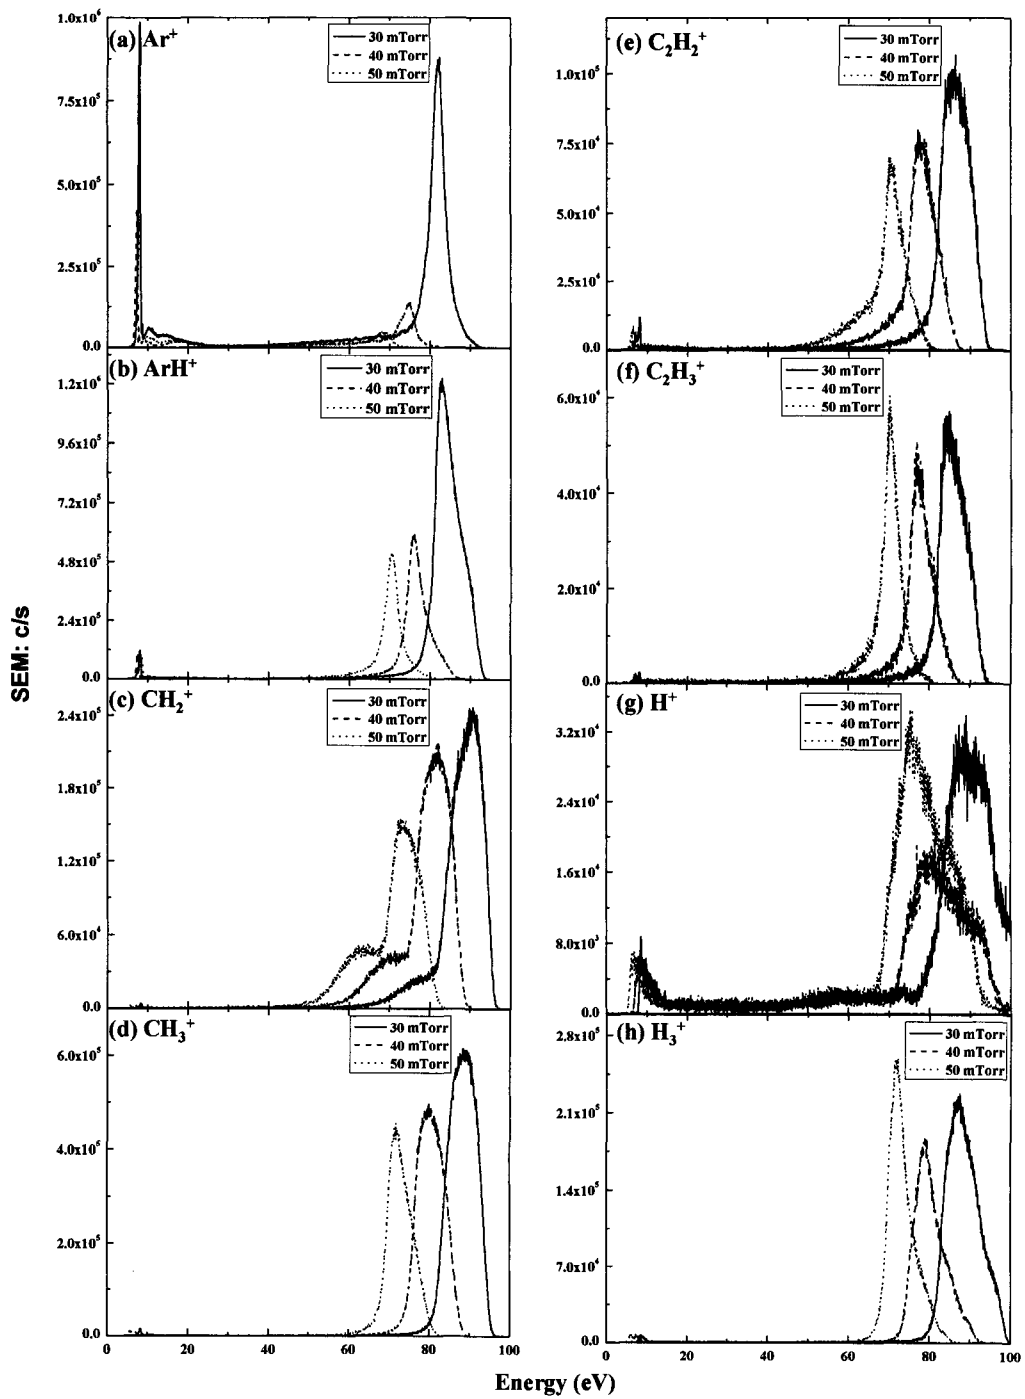 SEM: c/s
(a) Ar⁺
30 mTorr
40 mTorr
50 mTorr
1.0x10⁶
7.5x10⁵
5.0x10⁵
2.5x10⁵
0.0
(b) ArH⁺
30 mTorr
40 mTorr
50 mTorr
1.2x10⁶
9.6x10⁵
7.2x10⁵
4.8x10⁵
2.4x10⁵
0.0
(c) CH₂⁺
30 mTorr
40 mTorr
50 mTorr
2.4x10⁵
1.8x10⁵
1.2x10⁵
6.0x10⁴
0.0
(d) CH₃⁺
30 mTorr
40 mTorr
50 mTorr
6.0x10⁵
4.0x10⁵
2.0x10⁵
0.0
0 20 40 60 80 100
(e) C₂H₂⁺
30 mTorr
40 mTorr
50 mTorr
1.0x10⁵
7.5x10⁴
5.0x10⁴
2.5x10⁴
0.0
(f) C₂H₃⁺
30 mTorr
40 mTorr
50 mTorr
6.0x10⁴
4.0x10⁴
2.0x10⁴
0.0
(g) H⁺
30 mTorr
40 mTorr
50 mTorr
3.2x10⁴
2.4x10⁴
1.6x10⁴
8.0x10³
0.0
(h) H₃⁺
30 mTorr
40 mTorr
50 mTorr
2.8x10⁵
2.1x10⁵
1.4x10⁵
7.0x10⁴
0.0
0 20 40 60 80 100
Energy (eV)